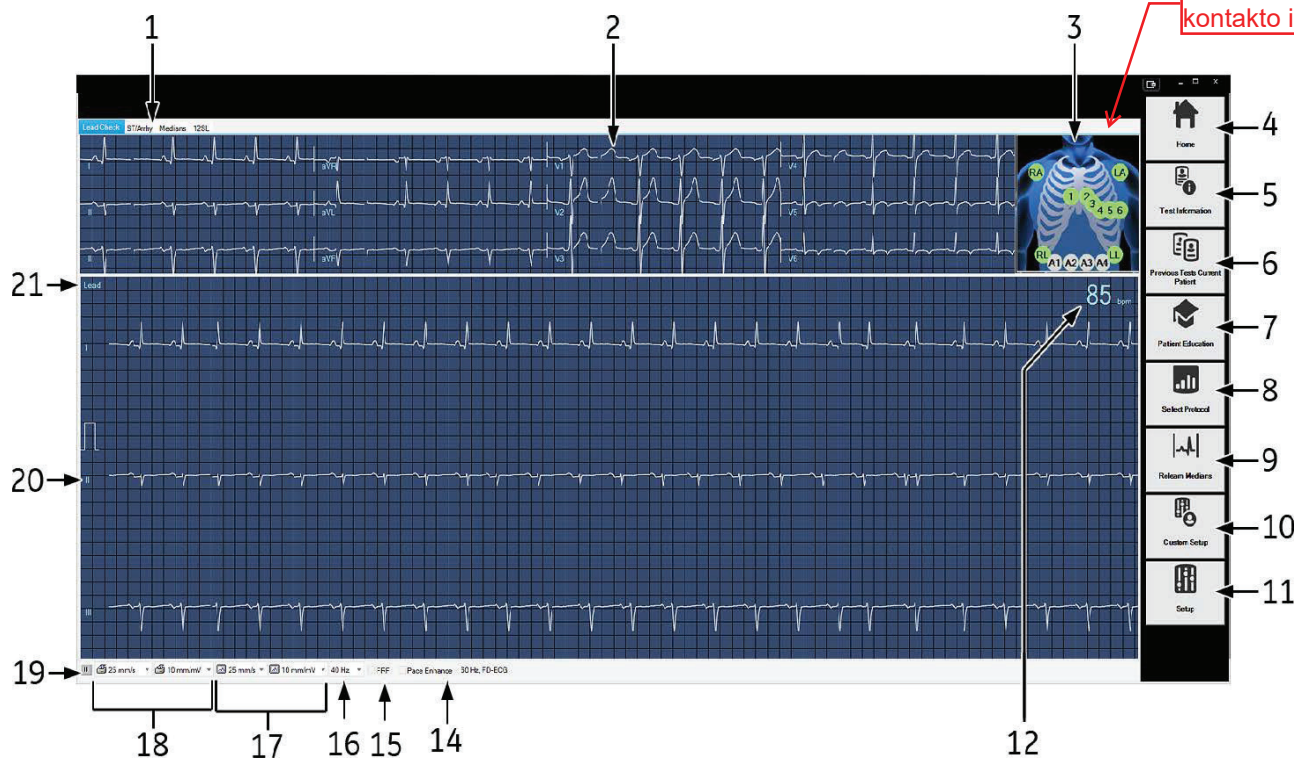 kontakto i
1
2
3
Lead Check ST/Arrhy Medians 12SL
I
aVR
V1
V4
II
aVL
V2
V5
II
aVF
V3
V6
RA
LA
1 2 3 4 5 6
RL A1 A2 A3 A4 LL
Home
4
Test Information
5
Previous Tests Current
Patient
6
Patient Education
7
Select Protocol
8
Relearn Medians
9
Custom Setup
10
Setup
11
21
Lead
85 bpm
I
20
II
III
19
25 mm/s 10 mm/mV 25 mm/s 10 mm/mV 40 Hz FRF Pace Enhance FD-ECG
18
17
16
15
14
12